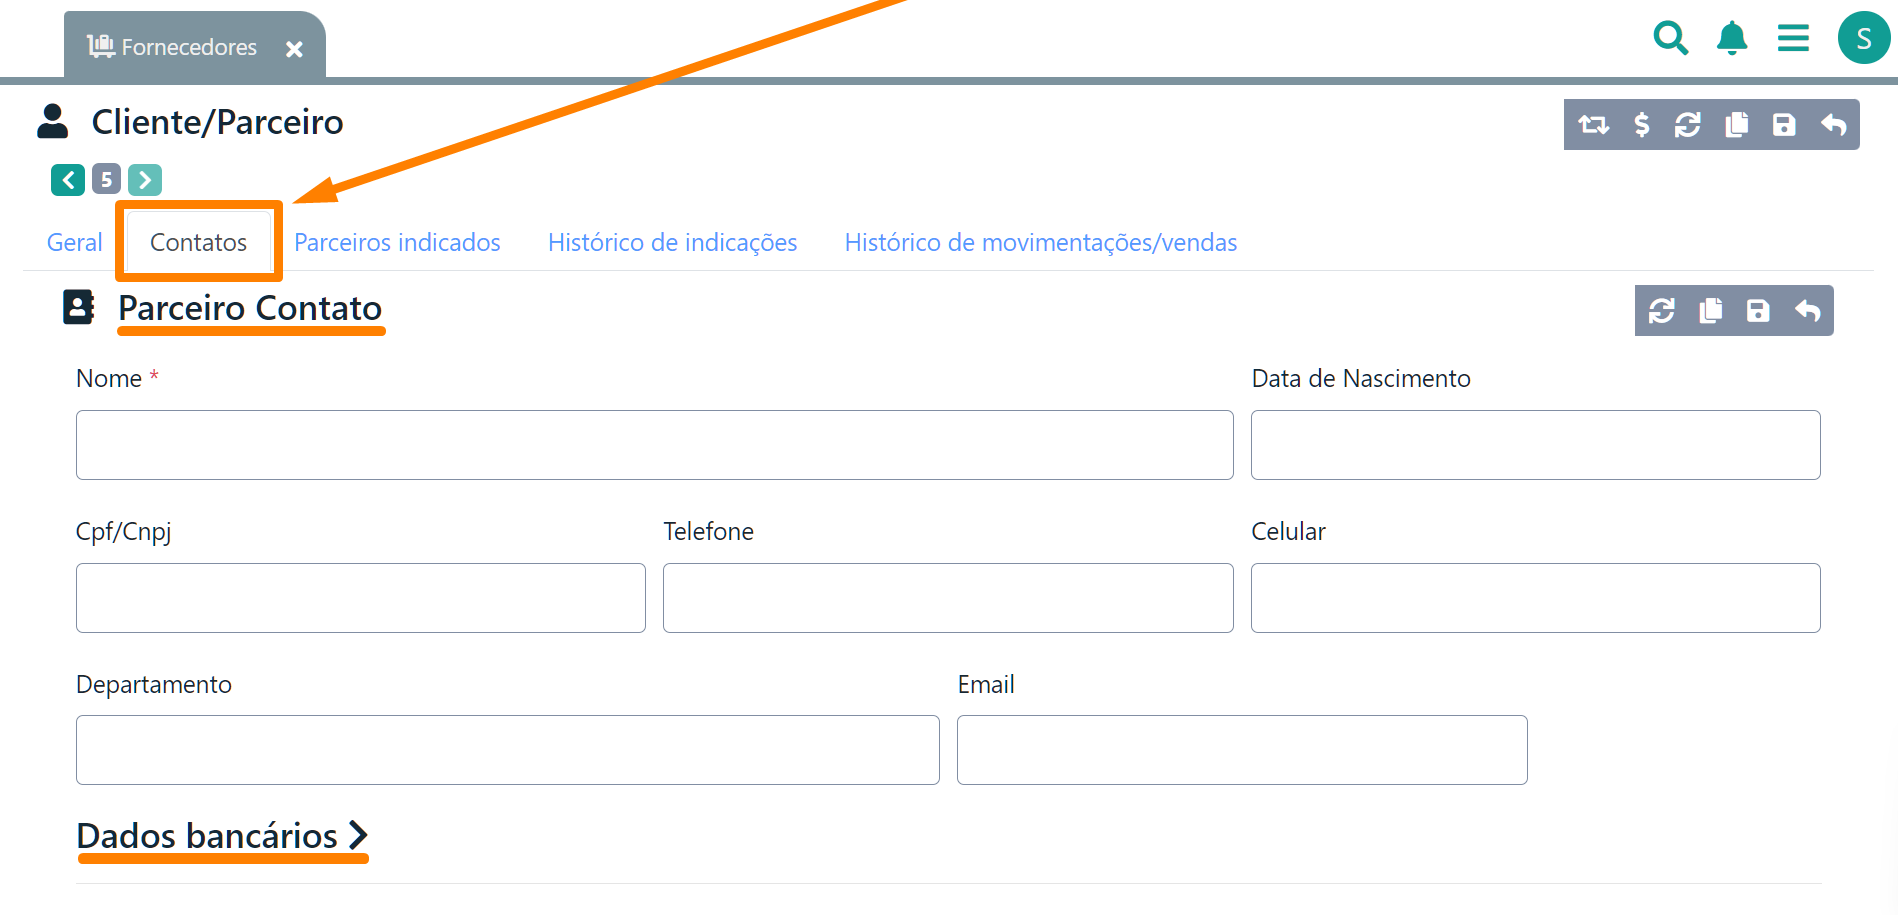 Fornecedores
S
Cliente/Parceiro
5
Geral Contatos Parceiros indicados Histórico de indicações Histórico de movimentações/vendas
Parceiro Contato
Nome * Data de Nascimento
Cpf/Cnpj Telefone Celular
Departamento Email
Dados bancários